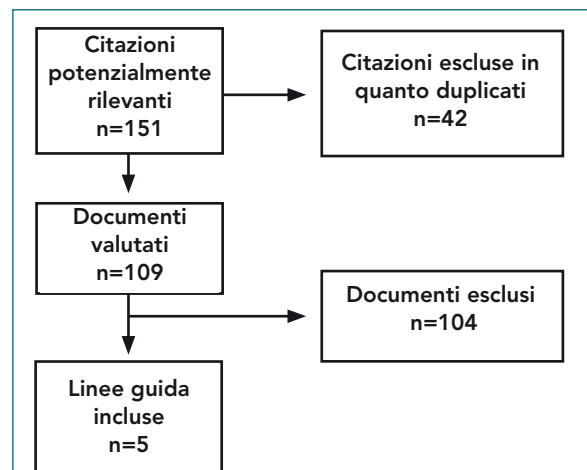 Citazioni
potenzialmente
rilevanti
n=151
Citazioni escluse in
quanto duplicati
n=42
Documenti
valutati
n=109
Documenti esclusi
n=104
Linee guida
incluse
n=5